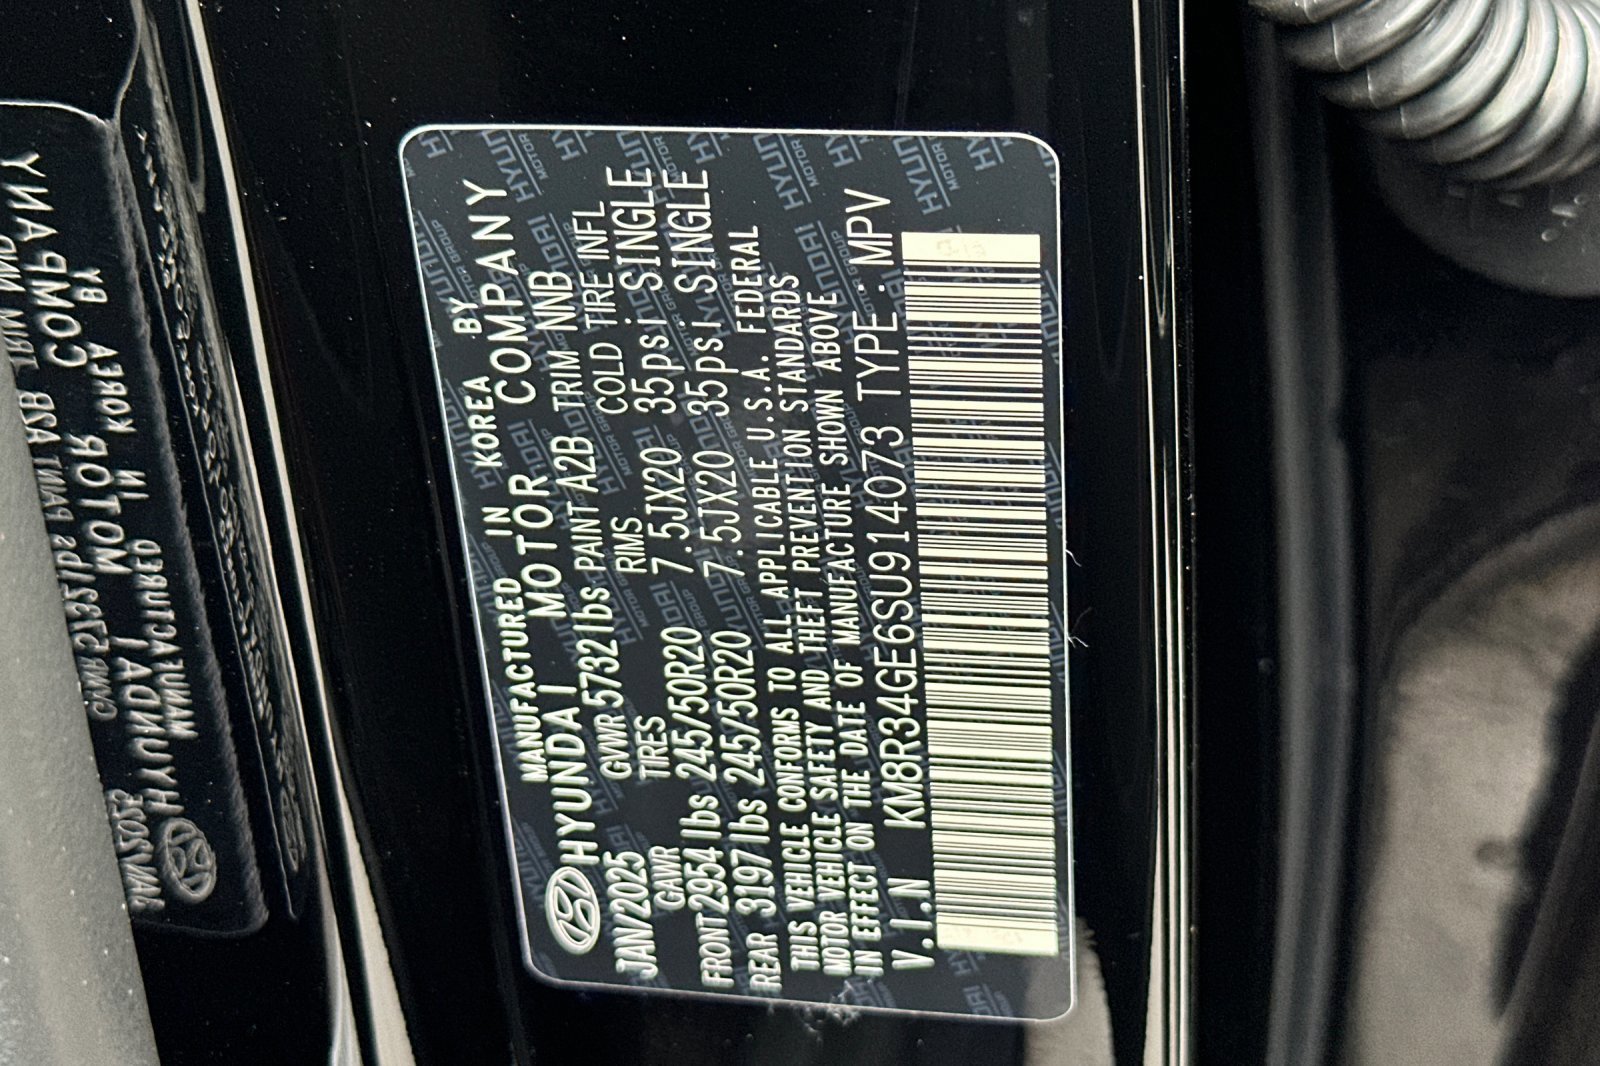 MANUFACTURED IN KOREA BY
HYUNDAI MOTOR COMPANY
JAN/2025 GVWR 5732lbs PAINT A2B TRIM NNB
GAWR TIRES RIMS COLD TIRE INFL
FRONT 2954lbs 245/50R20 7.5JX20 35psi:SINGLE
REAR 3197lbs 245/50R20 7.5JX20 35psi:SINGLE
THIS VEHICLE CONFORMS TO ALL APPLICABLE U.S.A. FEDERAL
MOTOR VEHICLE SAFETY AND THEFT PREVENTION STANDARDS
IN EFFECT ON THE DATE OF MANUFACTURE SHOWN ABOVE
V.I.N KM8R34GE6SU914073 TYPE:MPV